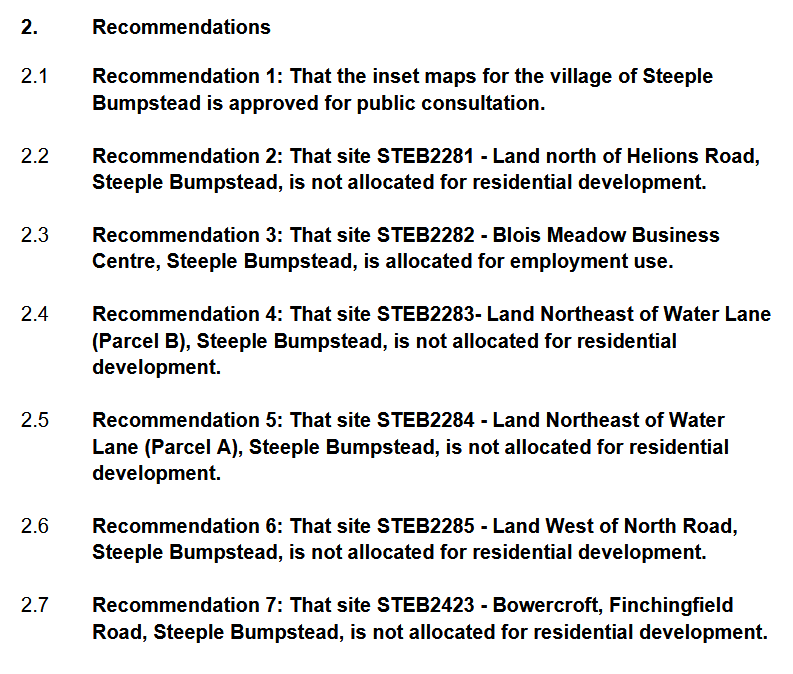 2. Recommendations
2.1 Recommendation 1: That the inset maps for the village of Steeple
Bumpstead is approved for public consultation.
2.2 Recommendation 2: That site STEB2281 - Land north of Helions Road,
Steeple Bumpstead, is not allocated for residential development.
2.3 Recommendation 3: That site STEB2282 - Blois Meadow Business
Centre, Steeple Bumpstead, is allocated for employment use.
2.4 Recommendation 4: That site STEB2283- Land Northeast of Water Lane
(Parcel B), Steeple Bumpstead, is not allocated for residential
development.
2.5 Recommendation 5: That site STEB2284 - Land Northeast of Water
Lane (Parcel A), Steeple Bumpstead, is not allocated for residential
development.
2.6 Recommendation 6: That site STEB2285 - Land West of North Road,
Steeple Bumpstead, is not allocated for residential development.
2.7 Recommendation 7: That site STEB2423 - Bowercroft, Finchingfield
Road, Steeple Bumpstead, is not allocated for residential development.